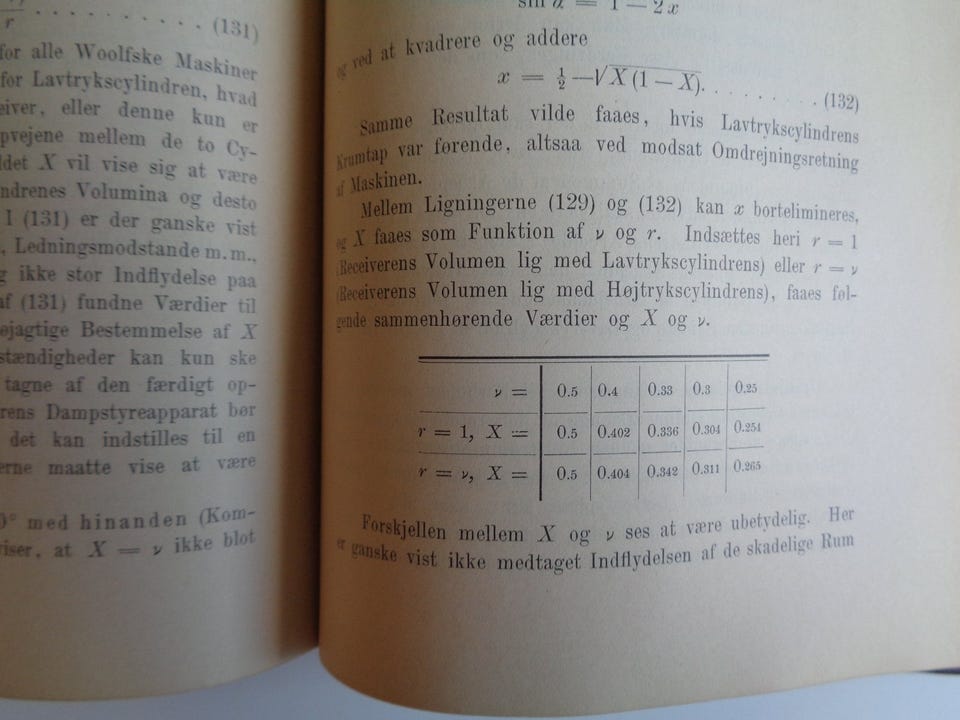 r
. . . . . . . (131)
for alle Woolfske Maskiner
for Lavtrykscylindren, hvad
eiver, eller denne kun er
pvejene mellem de to Cy-
ldet X vil vise sig at være
ndrenes Volumina og desto
I (131) er der ganske vist
, Ledningsmodstande m. m.,
g ikke stor Indflydelse paa
af (131) fundne Værdier til
ejagtige Bestemmelse af X
stændigheder kan kun ske
tagne af den færdigt op-
rens Dampstyreapparat bør
det kan indstilles til en
erne maatte vise at være
0° med hinanden (Kom-
viser, at X = ν ikke blot
sin α = 1 — 2 x
og ved at kvadrere og addere
x = ½ — √X (1 — X). . . . . . . . . (132)
Samme Resultat vilde faaes, hvis Lavtrykscylindrens
Krumtap var førende, altsaa ved modsat Omdrejningsretning
af Maskinen.
Mellem Ligningerne (129) og (132) kan x bortelimineres,
og X faaes som Funktion af ν og r. Indsættes heri r = 1
(Receiverens Volumen lig med Lavtrykscylindrens) eller r = ν
(Receiverens Volumen lig med Højtrykscylindrens), faaes føl-
gende sammenhørende Værdier og X og ν.
ν = 0.5 0.4 0.33 0.3 0.25
r = 1, X = 0.5 0.402 0.336 0.304 0.254
r = ν, X = 0.5 0.404 0.342 0.311 0.265
Forskjellen mellem X og ν ses at være ubetydelig. Her
er ganske vist ikke medtaget Indflydelsen af de skadelige Rum